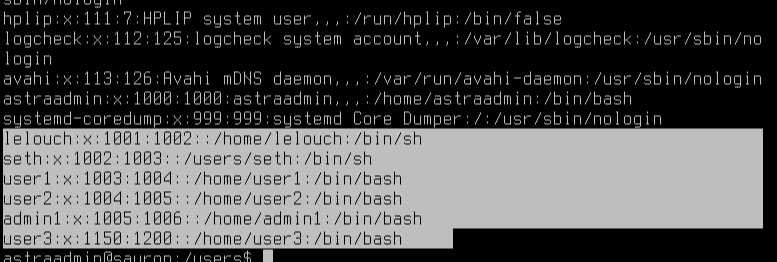 sbin/nologin
hplip:x:111:7:HPLIP system user,,,:/run/hplip:/bin/false
logcheck:x:112:125:logcheck system account,,,:/var/lib/logcheck:/usr/sbin/no
login
avahi:x:113:126:Avahi mDNS daemon,,,:/var/run/avahi-daemon:/usr/sbin/nologin
astraadmin:x:1000:1000:astraadmin,,,:/home/astraadmin:/bin/bash
systemd-coredump:x:999:999:systemd Core Dumper:/:/usr/sbin/nologin
lelouch:x:1001:1002::/home/lelouch:/bin/sh
seth:x:1002:1003::/users/seth:/bin/sh
user1:x:1003:1004::/home/user1:/bin/bash
user2:x:1004:1005::/home/user2:/bin/bash
admin1:x:1005:1006::/home/admin1:/bin/bash
user3:x:1150:1200::/home/user3:/bin/bash
astraadmin@sauron:/users$